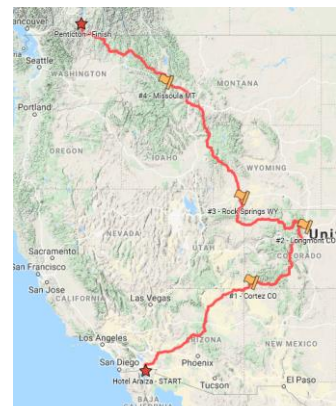 ancouver
Penticton - Finish
Seattle
WASHINGTON
MONTANA
#4 - Missoula MT
Portland
OREGON
IDAHO
WYOMING
#3 - Rock Springs WY
Uni
#2 - Longmont CO
NEVADA
UTAH
COLORADO
Sacramento
San Francisco
San Jose
#1 - Cortez CO
CALIFORNIA
Las Vegas
Los Angeles
ARIZONA
NEW MEXICO
San Diego
Phoenix
Hotel Araiza - START
Tucson
El Paso
BAJA